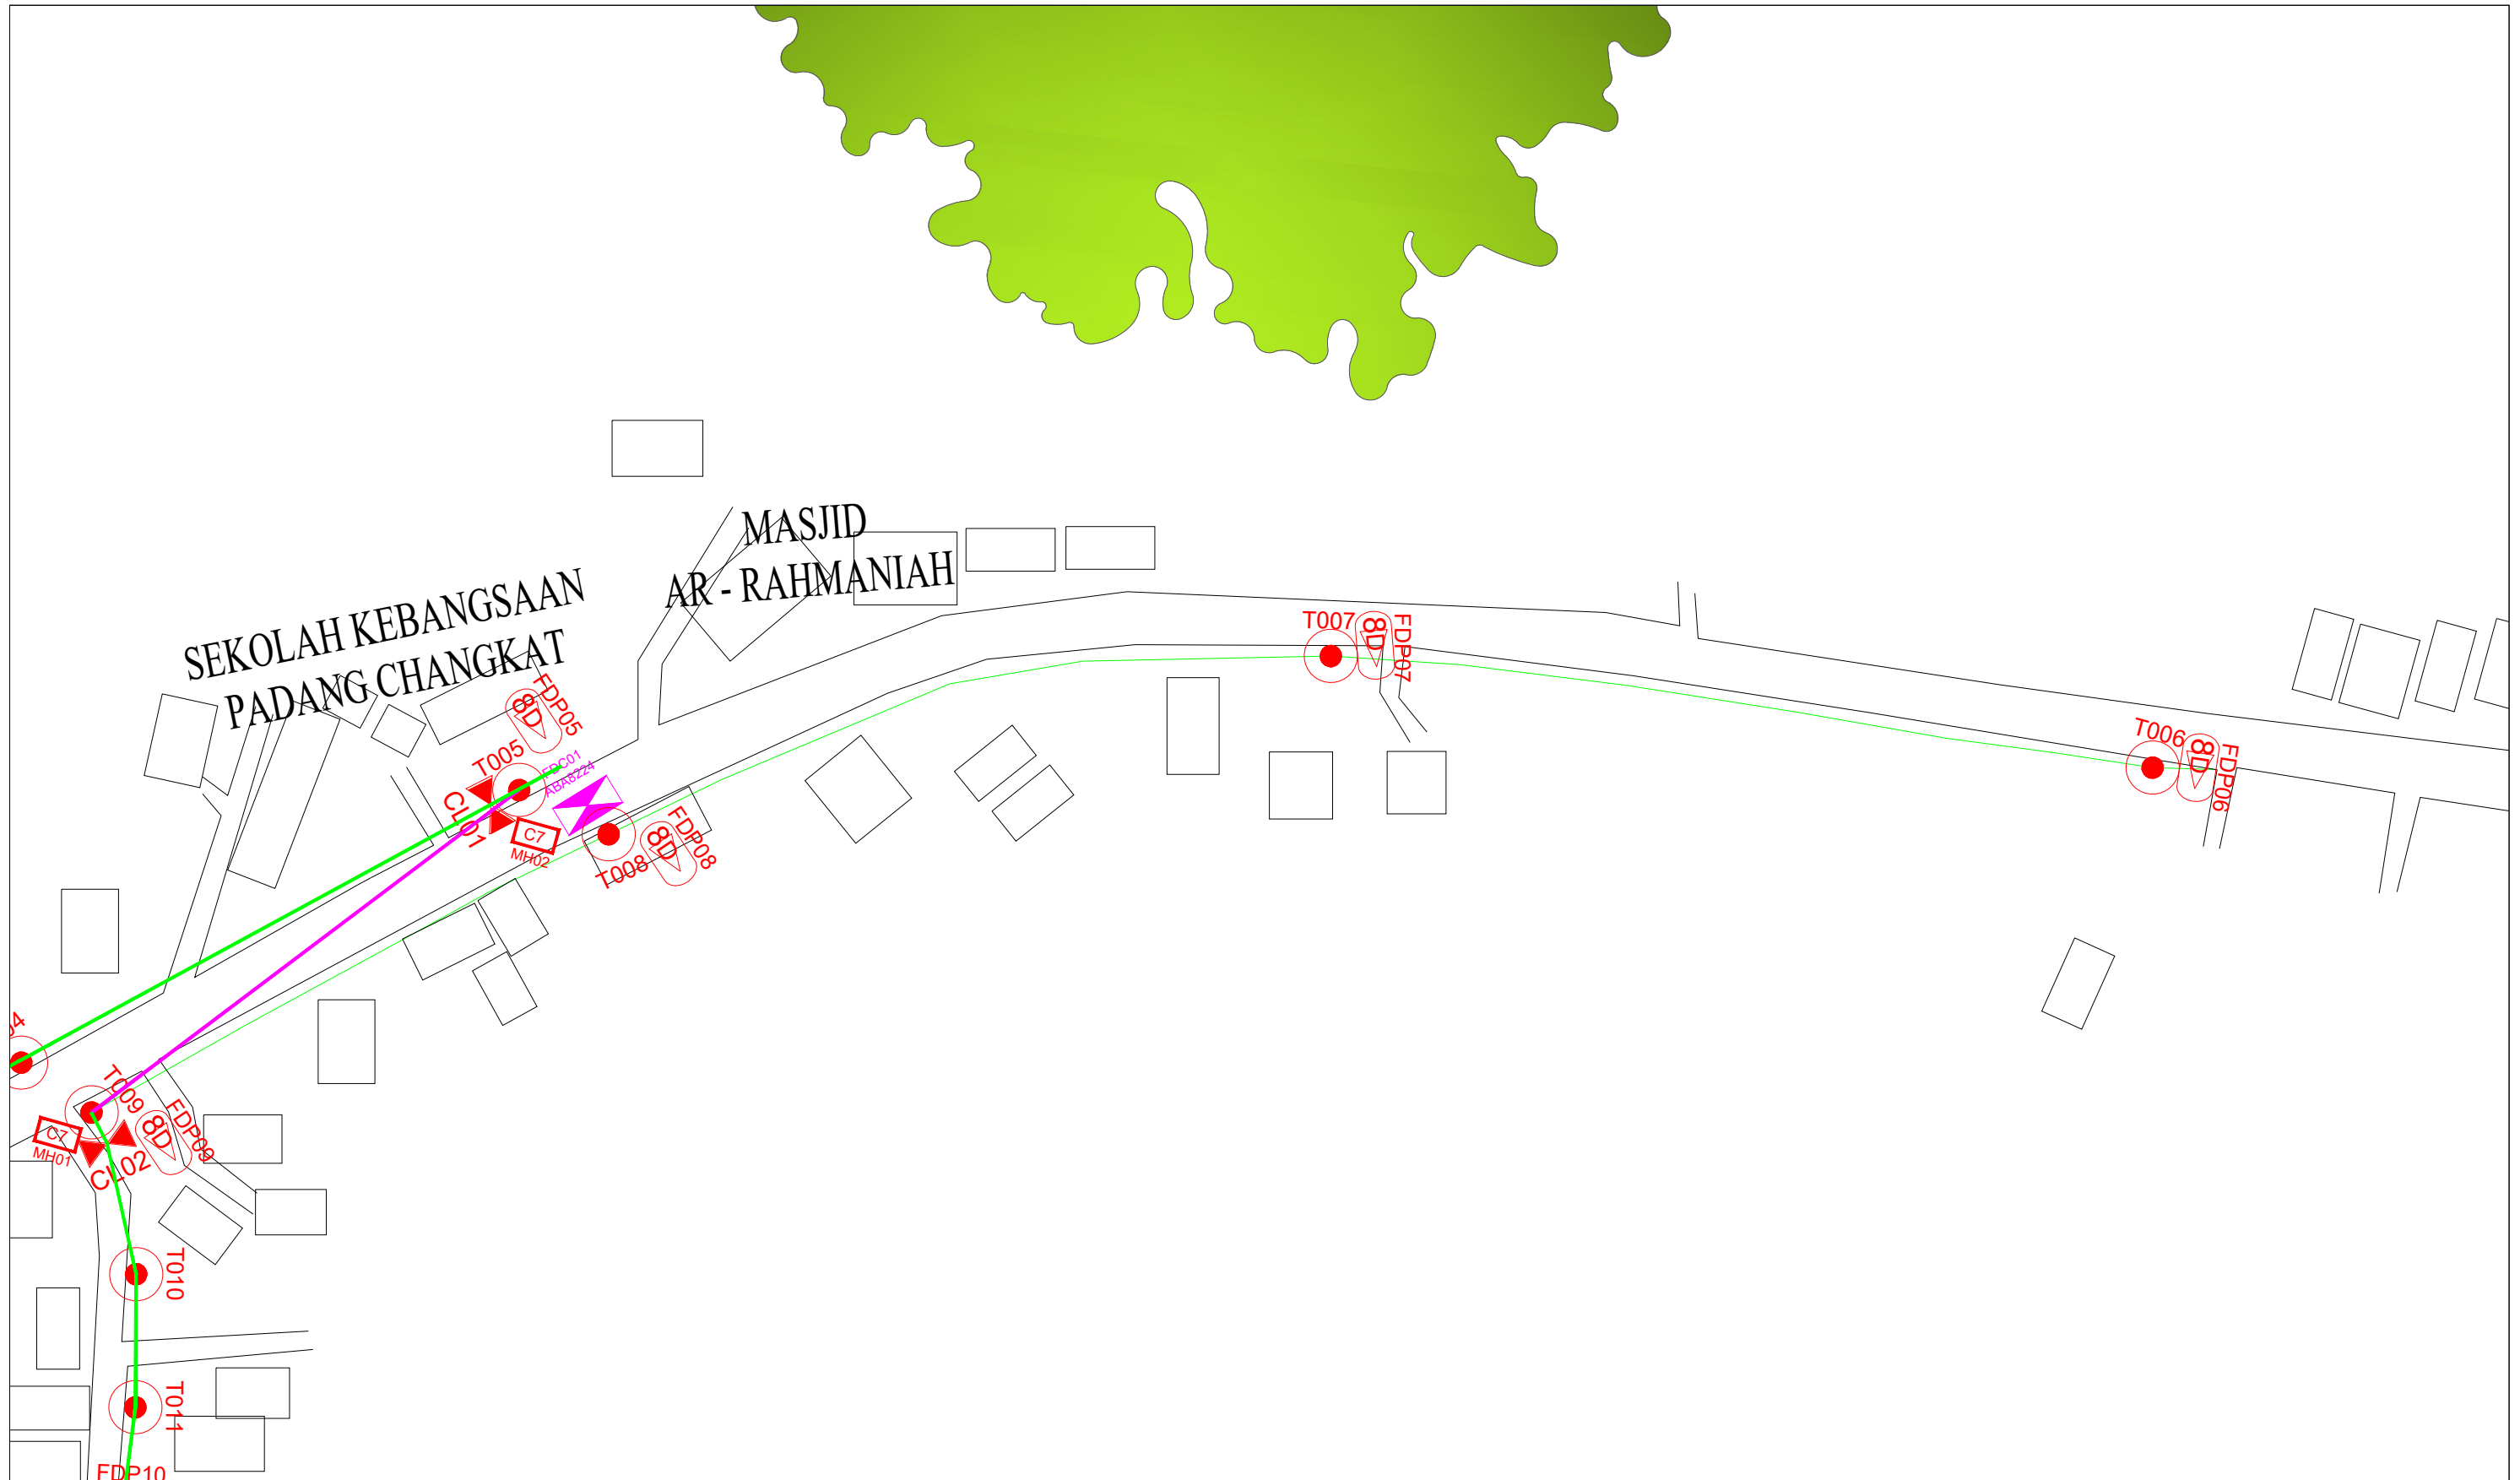 MASJID
AR - RAHMANIAH
SEKOLAH KEBANGSAAN
PADANG CHANGKAT
T007
8D
FDP07
T006
8D
FDP06
FDP05
8D
T005
FDC01
ABA8224
CL01
C7
MH02
T008
8D
FDP08
T009
8D
FDP09
C7
MH01
CL02
T010
T011
FDP10